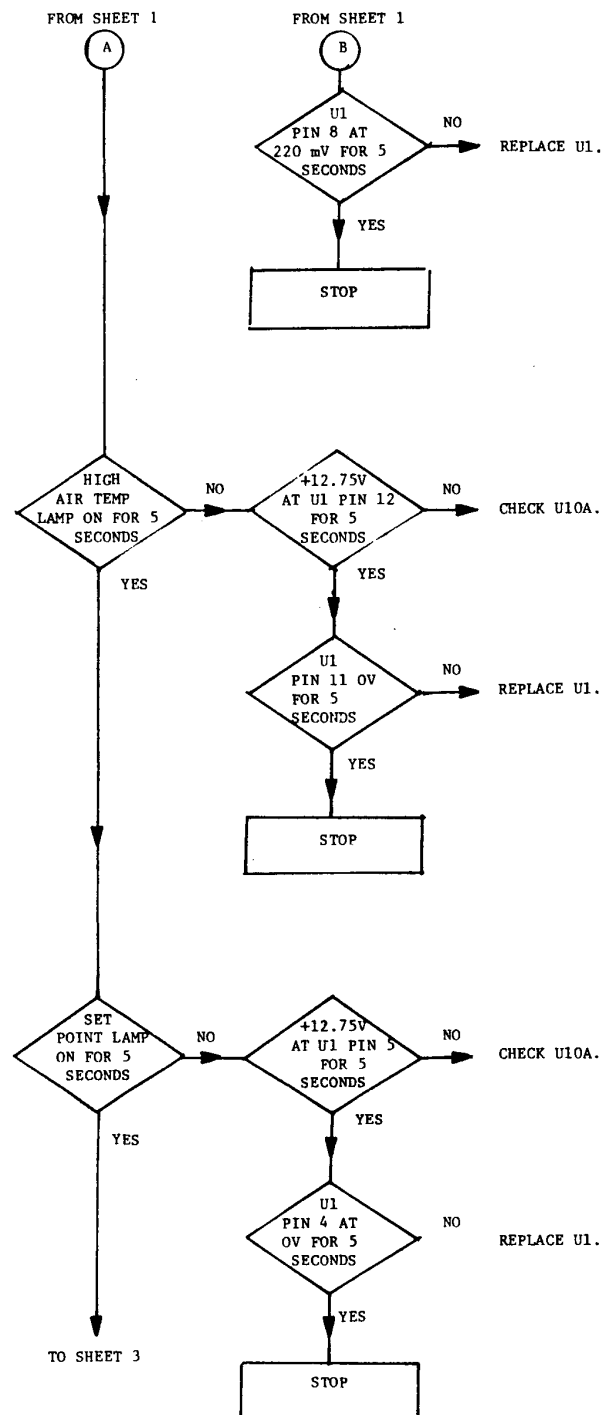 FROM SHEET 1
A
FROM SHEET 1
B
U1
PIN 8 AT
220 mV FOR 5
SECONDS
NO
REPLACE U1.
YES
STOP
HIGH
AIR TEMP
LAMP ON FOR 5
SECONDS
NO
YES
+12.75V
AT U1 PIN 12
FOR 5
SECONDS
NO
CHECK U10A.
YES
U1
PIN 11 0V
FOR 5
SECONDS
NO
REPLACE U1.
YES
STOP
SET
POINT LAMP
ON FOR 5
SECONDS
NO
YES
+12.75V
AT U1 PIN 5
FOR 5
SECONDS
NO
CHECK U10A.
YES
U1
PIN 4 AT
0V FOR 5
SECONDS
NO
REPLACE U1.
YES
TO SHEET 3
STOP